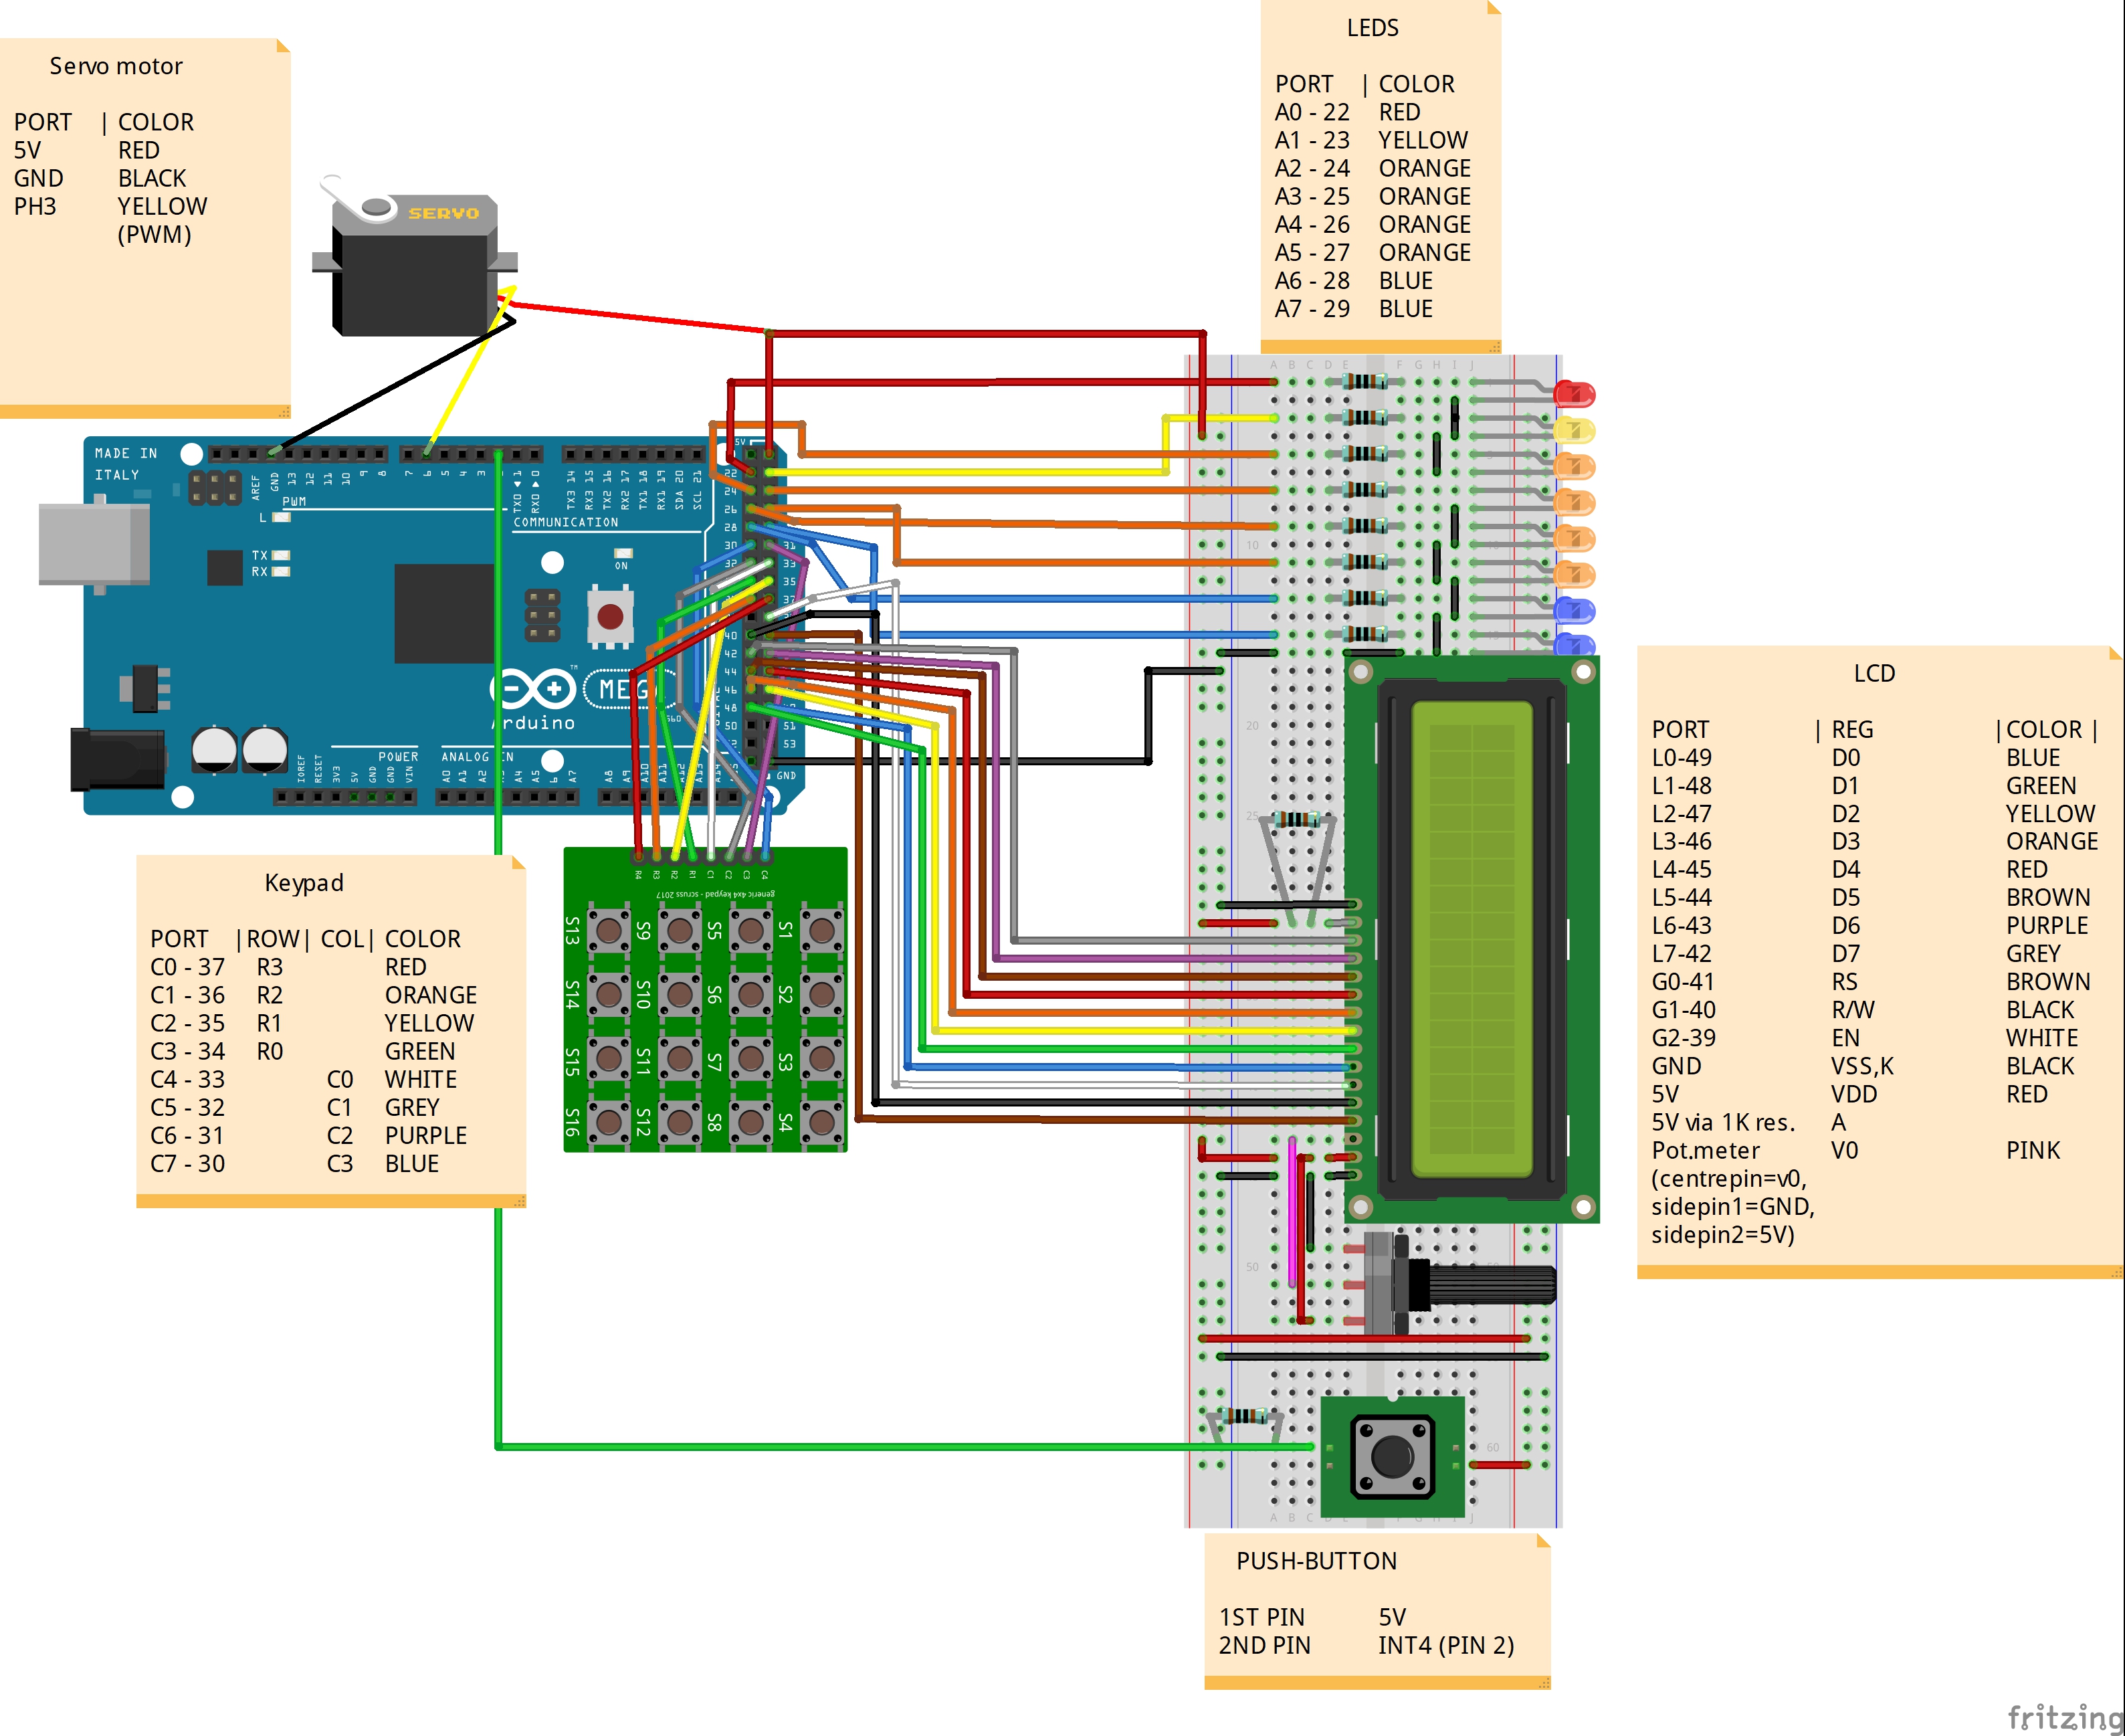 Servo motor
PORT | COLOR
5V RED
GND BLACK
PH3 YELLOW
(PWM)
SERVO
LEDS
PORT | COLOR
A0 - 22 RED
A1 - 23 YELLOW
A2 - 24 ORANGE
A3 - 25 ORANGE
A4 - 26 ORANGE
A5 - 27 ORANGE
A6 - 28 BLUE
A7 - 29 BLUE
MADE IN
ITALY
AREF GND 13 12 11 10 9 8 7 6 5 4 3 TX0 1 RX0 0 TX3 14 RX3 15 TX2 16 RX2 17 TX1 18 RX1 19 SDA 20 SCL 21
PWM
COMMUNICATION
L
TX
RX
ON
5V
22
24
26
28
30 31
32 33
35
37
40
42
44
46
48
50 51
53
GND
MEG
Arduino
TM
POWER
ANALOG IN
IOREF RESET 3V3 5V GND GND VIN A0 A1 A2 A4 A5 A7 A8 A9 A10 A11 A12 A13 A14
A B C D E F G H I J
10
20
25
50
60
A B C D E F G H I J
Keypad
PORT |ROW| COL| COLOR
C0 - 37 R3 RED
C1 - 36 R2 ORANGE
C2 - 35 R1 YELLOW
C3 - 34 R0 GREEN
C4 - 33 C0 WHITE
C5 - 32 C1 GREY
C6 - 31 C2 PURPLE
C7 - 30 C3 BLUE
R4 R3 R2 R1 C1 C2 C3 C4
generic 4x4 keypad - scruss 2017
S13 S9 S5 S1
S14 S10 S6 S2
S15 S11 S7 S3
S16 S12 S8 S4
LCD
PORT | REG |COLOR |
L0-49 D0 BLUE
L1-48 D1 GREEN
L2-47 D2 YELLOW
L3-46 D3 ORANGE
L4-45 D4 RED
L5-44 D5 BROWN
L6-43 D6 PURPLE
L7-42 D7 GREY
G0-41 RS BROWN
G1-40 R/W BLACK
G2-39 EN WHITE
GND VSS,K BLACK
5V VDD RED
5V via 1K res. A
Pot.meter V0 PINK
(centrepin=v0,
sidepin1=GND,
sidepin2=5V)
PUSH-BUTTON
1ST PIN 5V
2ND PIN INT4 (PIN 2)
fritzing